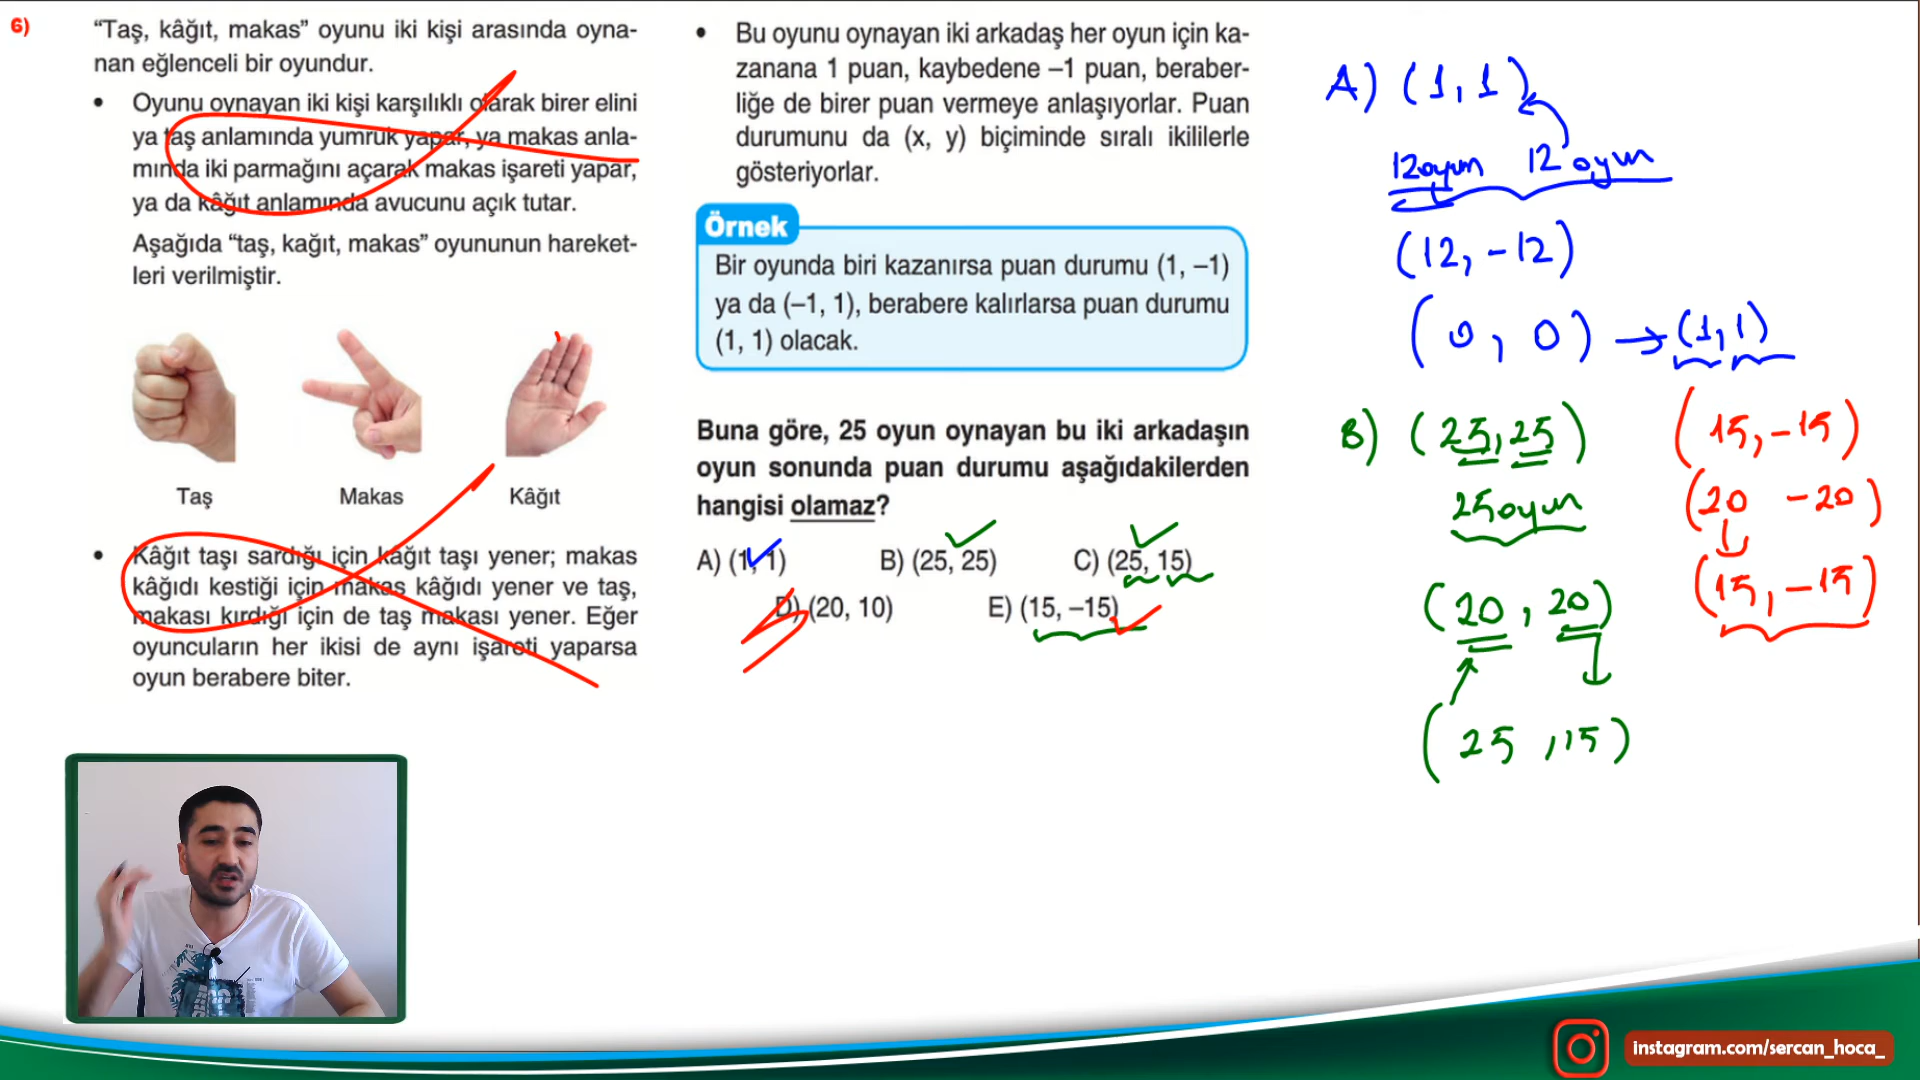 6)
“Taş, kâğıt, makas” oyunu iki kişi arasında oyna-
nan eğlenceli bir oyundur.
• Oyunu oynayan iki kişi karşılıklı olarak birer elini
ya taş anlamında yumruk yapar, ya makas anla-
mında iki parmağını açarak makas işareti yapar,
ya da kâğıt anlamında avucunu açık tutar.
Aşağıda “taş, kağıt, makas” oyununun hareket-
leri verilmiştir.
Taş Makas Kâğıt
• Kâğıt taşı sardığı için kâğıt taşı yener; makas
kâğıdı kestiği için makas kâğıdı yener ve taş,
makası kırdığı için de taş makası yener. Eğer
oyuncuların her ikisi de aynı işareti yaparsa
oyun berabere biter.
• Bu oyunu oynayan iki arkadaş her oyun için ka-
zanana 1 puan, kaybedene –1 puan, beraber-
liğe de birer puan vermeye anlaşıyorlar. Puan
durumunu da (x, y) biçiminde sıralı ikililerle
gösteriyorlar.
Örnek
Bir oyunda biri kazanırsa puan durumu (1, –1)
ya da (–1, 1), berabere kalırlarsa puan durumu
(1, 1) olacak.
Buna göre, 25 oyun oynayan bu iki arkadaşın
oyun sonunda puan durumu aşağıdakilerden
hangisi olamaz?
A) (1, 1) B) (25, 25) C) (25, 15)
D) (20, 10) E) (15, –15)
A) (1, 1)
12oyun 12 oyun
(12, -12)
(0, 0) → (1, 1)
B) (25, 25)
25oyun
(20, 20)
(25, 15)
(15, -15)
(20 -20)
(15, -15)
instagram.com/sercan_hoca_